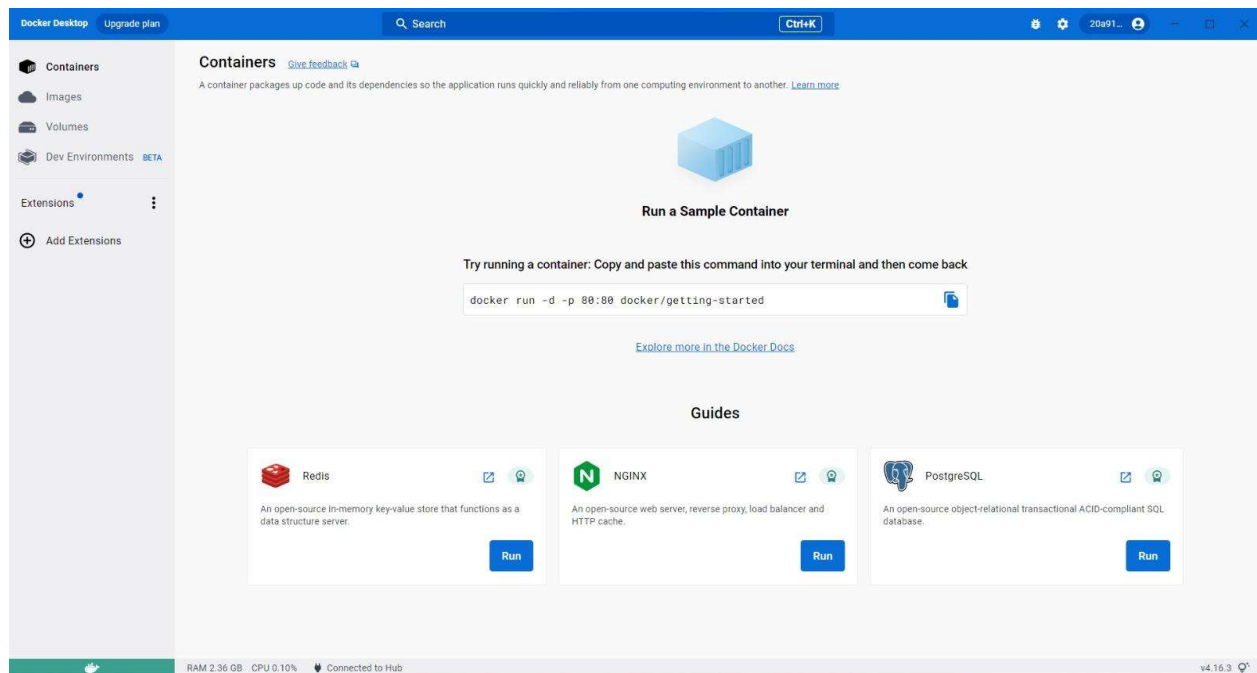 Docker Desktop Upgrade plan Search Ctrl+K 20a91...
Containers
Images
Volumes
Dev Environments BETA
Extensions
Add Extensions
Containers Give feedback
A container packages up code and its dependencies so the application runs quickly and reliably from one computing environment to another. Learn more
Run a Sample Container
Try running a container: Copy and paste this command into your terminal and then come back
docker run -d -p 80:80 docker/getting-started
Explore more in the Docker Docs
Guides
Redis
An open-source in-memory key-value store that functions as a
data structure server.
Run
NGINX
An open-source web server, reverse proxy, load balancer and
HTTP cache.
Run
PostgreSQL
An open-source object-relational transactional ACID-compliant SQL
database.
Run
RAM 2.36 GB CPU 0.10% Connected to Hub v4.16.3